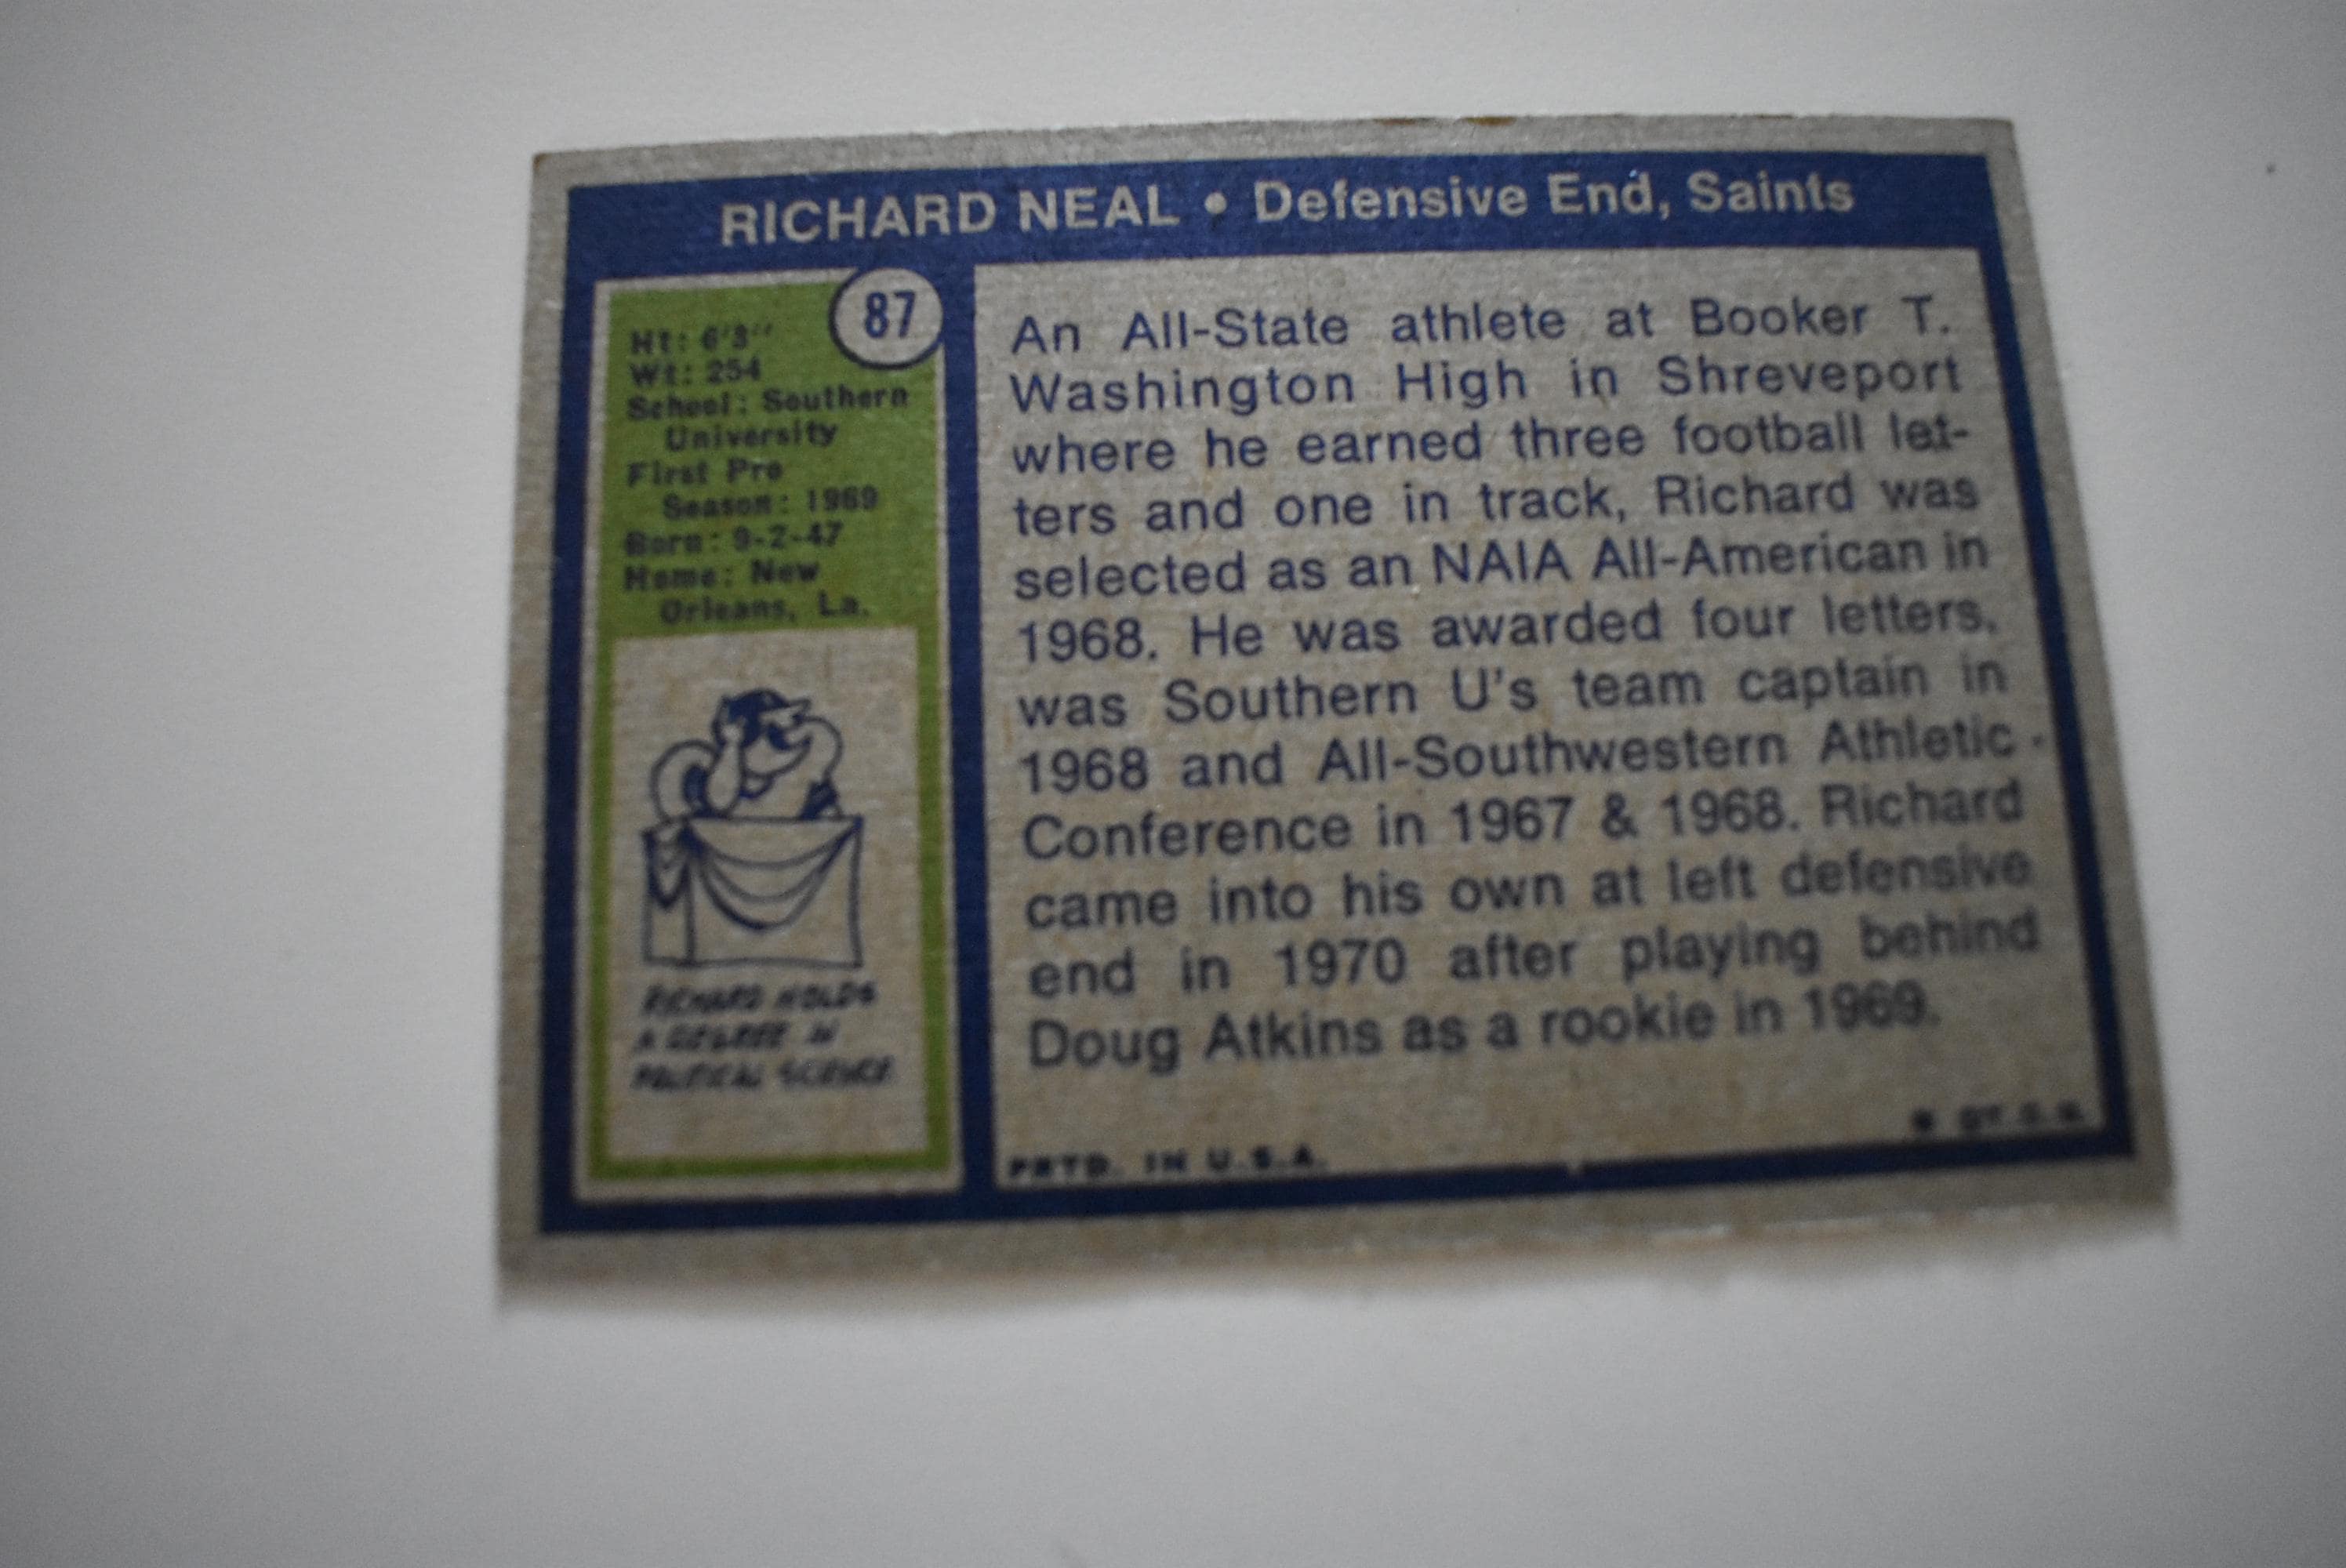 RICHARD NEAL • Defensive End, Saints
87
Ht: 6'3"
Wt: 254
School: Southern
University
First Pro
Season: 1969
Born: 9-2-47
Home: New
Orleans, La.
RICHARD HOLDS
A DEGREE IN
POLITICAL SCIENCE
An All-State athlete at Booker T.
Washington High in Shreveport
where he earned three football let-
ters and one in track, Richard was
selected as an NAIA All-American in
1968. He was awarded four letters,
was Southern U's team captain in
1968 and All-Southwestern Athletic
Conference in 1967 & 1968. Richard
came into his own at left defensive
end in 1970 after playing behind
Doug Atkins as a rookie in 1969.
PRTD. IN U.S.A.